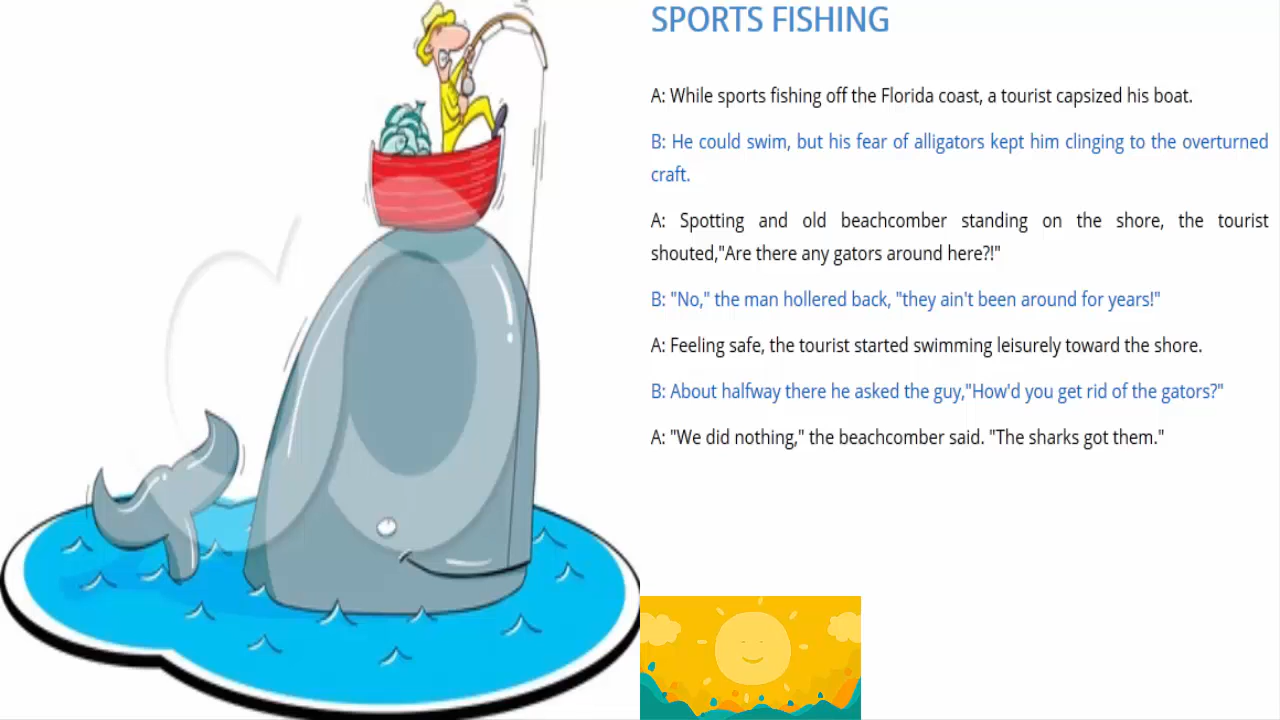 SPORTS FISHING
A: While sports fishing off the Florida coast, a tourist capsized his boat.
B: He could swim, but his fear of alligators kept him clinging to the overturned
craft.
A: Spotting and old beachcomber standing on the shore, the tourist
shouted,"Are there any gators around here?!"
B: "No," the man hollered back, "they ain't been around for years!"
A: Feeling safe, the tourist started swimming leisurely toward the shore.
B: About halfway there he asked the guy,"How'd you get rid of the gators?"
A: "We did nothing," the beachcomber said. "The sharks got them."